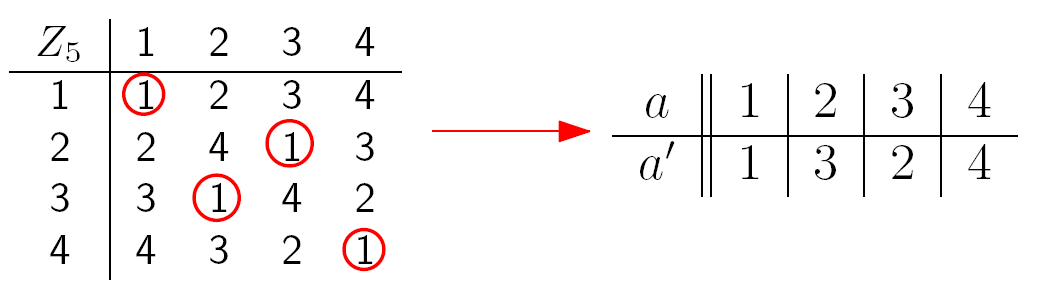 Z₅ 1 2 3 4
1 1 2 3 4
2 2 4 1 3
3 3 1 4 2
4 4 3 2 1
a 1 2 3 4
a′ 1 3 2 4